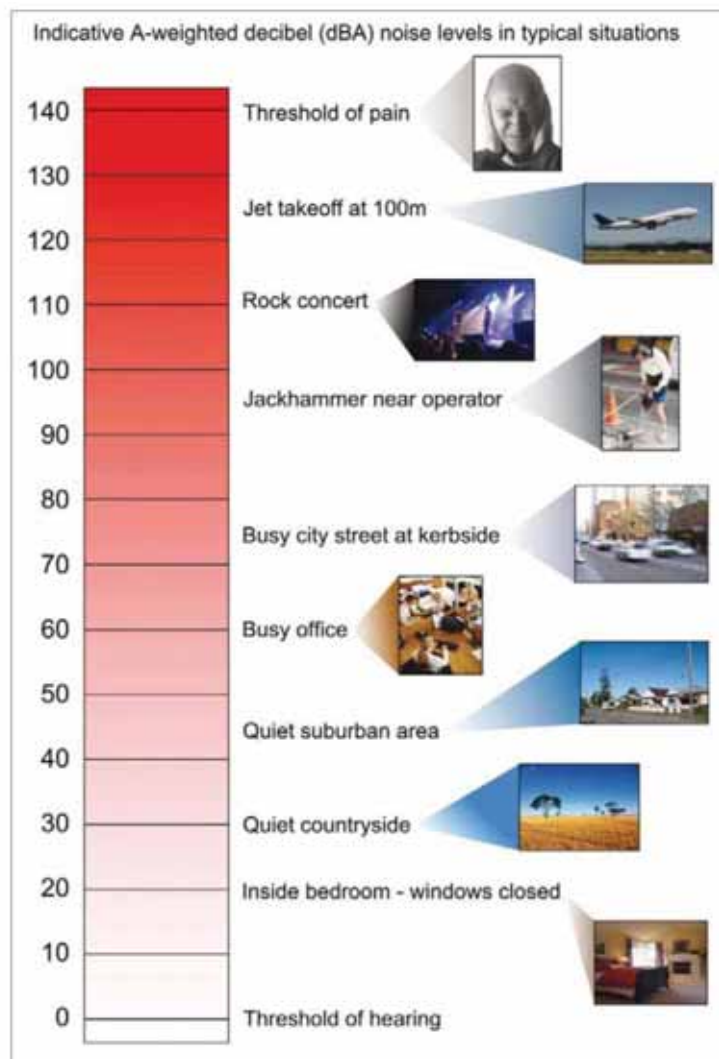 Indicative A-weighted decibel (dBA) noise levels in typical situations
140
Threshold of pain
130
Jet takeoff at 100m
120
110
Rock concert
100
Jackhammer near operator
90
80
Busy city street at kerbside
70
60
Busy office
50
Quiet suburban area
40
30
Quiet countryside
20
Inside bedroom - windows closed
10
0
Threshold of hearing